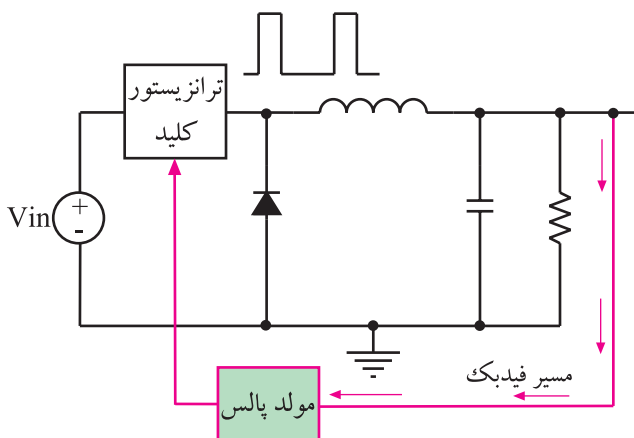 ترانزیستور
کلید
Vin
+
-
مسیر فیدبک
مولد پالس